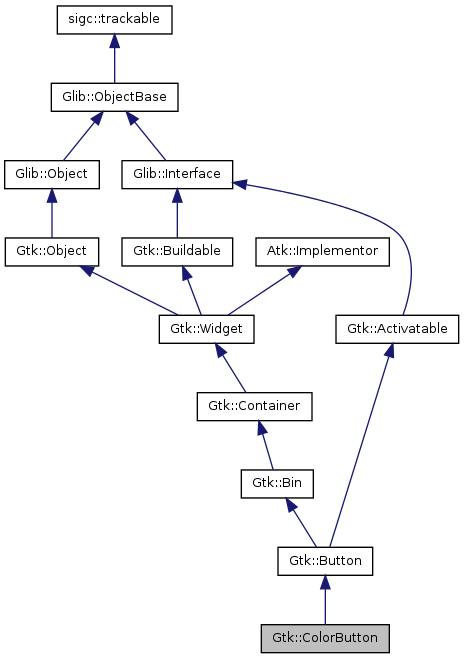 sigc::trackable
Glib::ObjectBase
Glib::Object
Glib::Interface
Gtk::Object
Gtk::Buildable
Atk::Implementor
Gtk::Widget
Gtk::Activatable
Gtk::Container
Gtk::Bin
Gtk::Button
Gtk::ColorButton